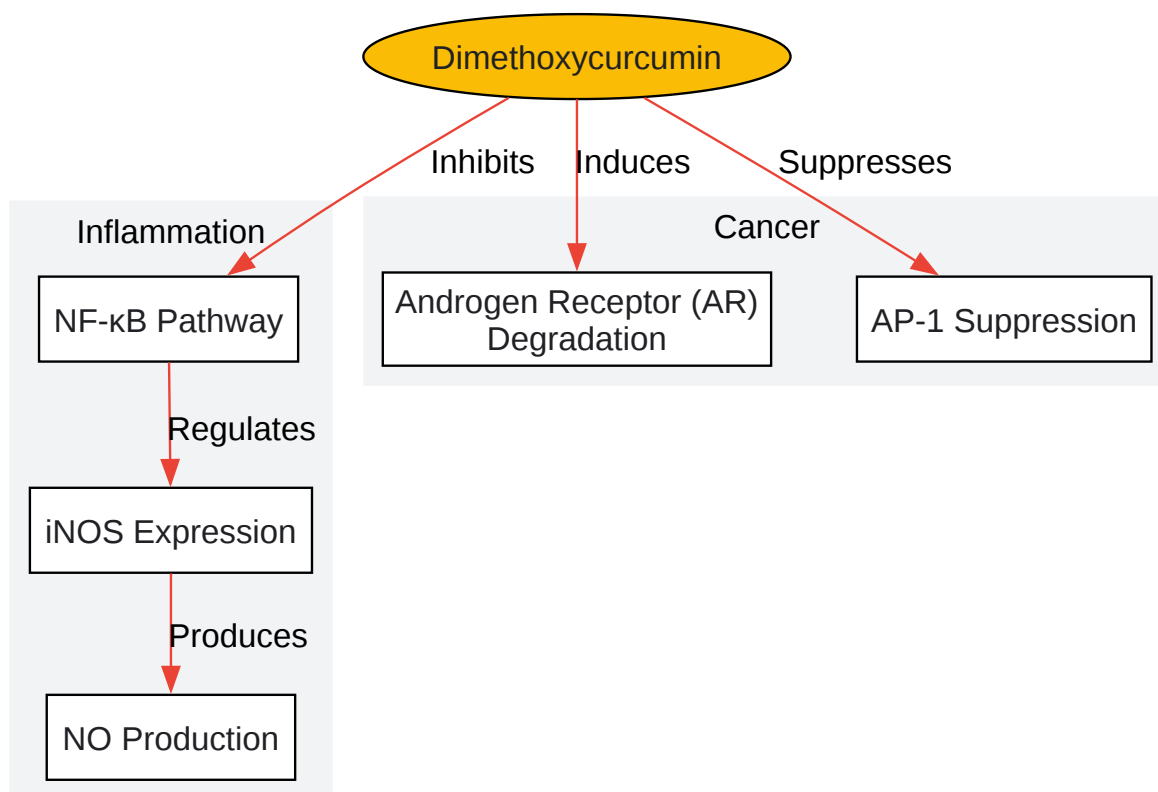 Dimethoxycurcumin
Inhibits
Induces
Suppresses
Inflammation
Cancer
NF-κB Pathway
Androgen Receptor (AR)
Degradation
AP-1 Suppression
Regulates
iNOS Expression
Produces
NO Production